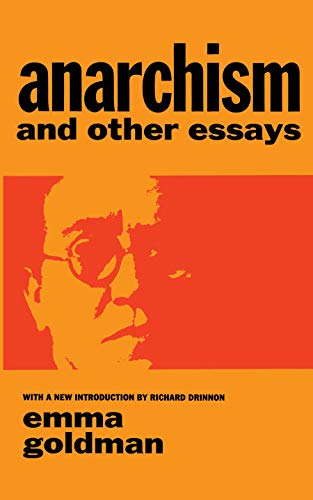 anarchism
and other essays
WITH A NEW INTRODUCTION BY RICHARD DRINNON
emma
goldman